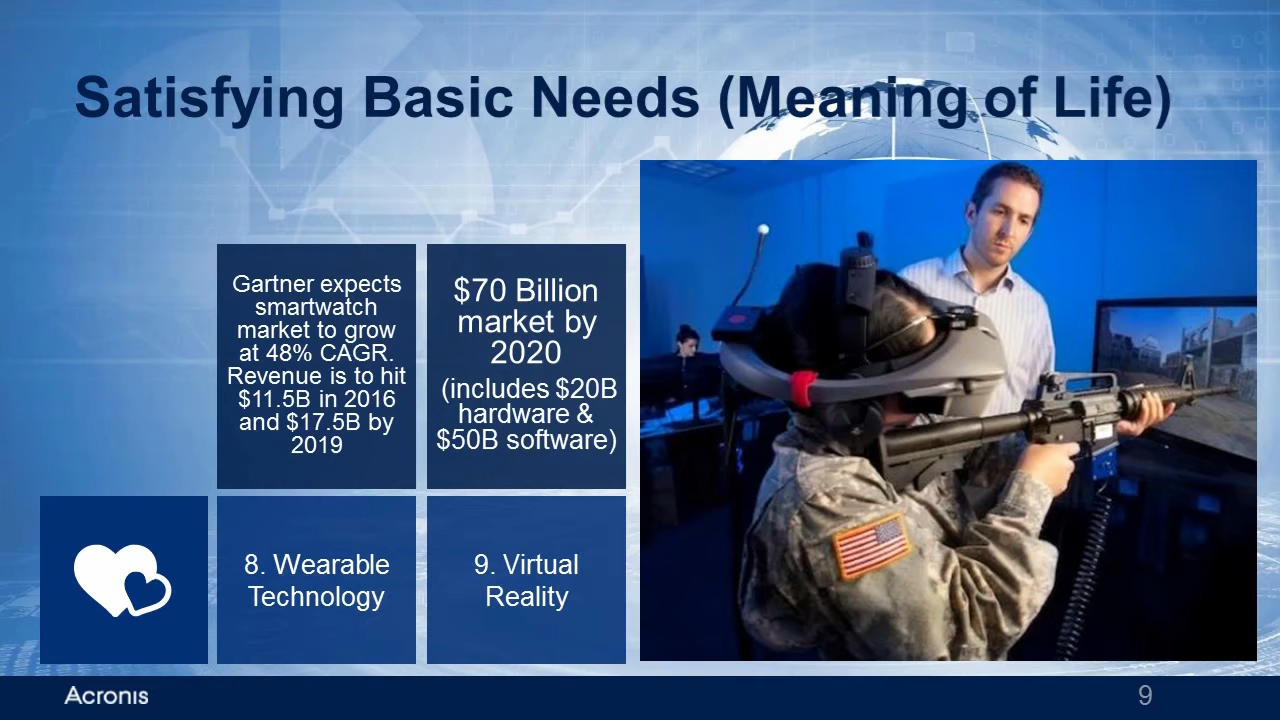 Satisfying Basic Needs (Meaning of Life)
Gartner expects
smartwatch
market to grow
at 48% CAGR.
Revenue is to hit
$11.5B in 2016
and $17.5B by
2019
$70 Billion
market by
2020
(includes $20B
hardware &
$50B software)
8. Wearable
Technology
9. Virtual
Reality
Acronis
9